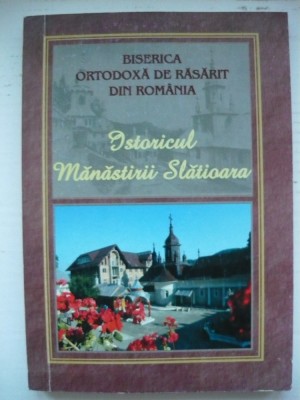 BISERICA
ORTODOXĂ DE RĂSĂRIT
DIN ROMÂNIA
Istoricul
Mănăstirii Slătioara